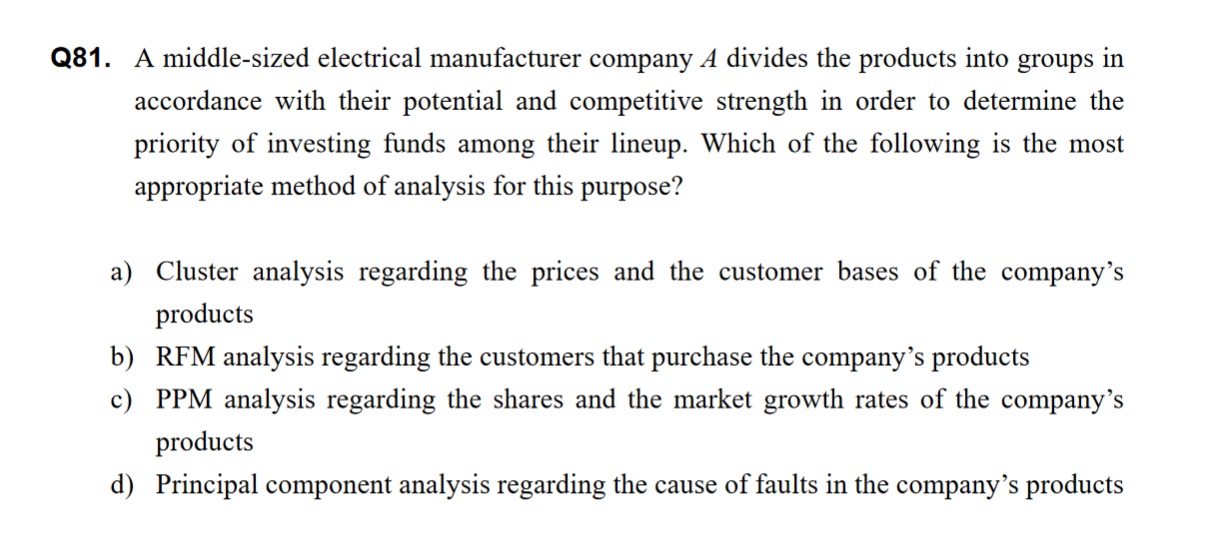 Q81. A middle-sized electrical manufacturer company A divides the products into groups in
accordance with their potential and competitive strength in order to determine the
priority of investing funds among their lineup. Which of the following is the most
appropriate method of analysis for this purpose?
a) Cluster analysis regarding the prices and the customer bases of the company’s
products
b) RFM analysis regarding the customers that purchase the company’s products
c) PPM analysis regarding the shares and the market growth rates of the company’s
products
d) Principal component analysis regarding the cause of faults in the company’s products